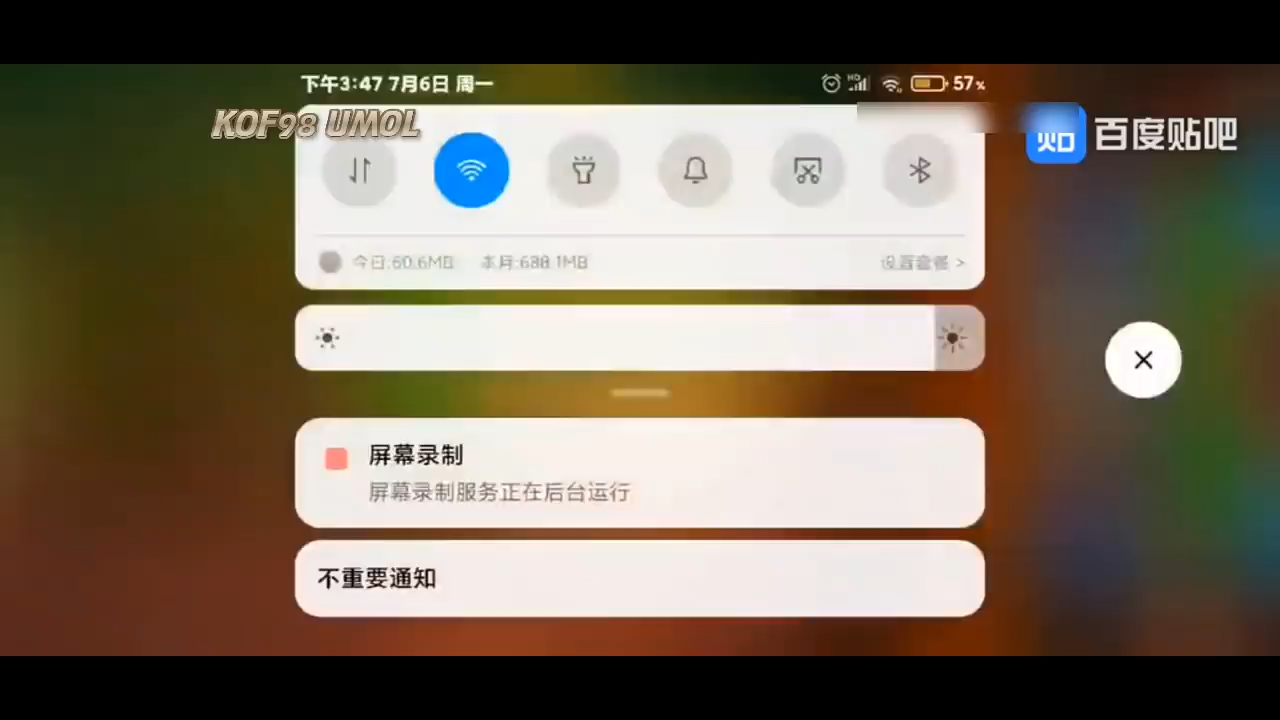 下午3:47 7月6日 周一
HD
57%
KOF98 UMOL
贴 百度贴吧
今日:60.6MB 本月:688.1MB 设置套餐 >
屏幕录制
屏幕录制服务正在后台运行
不重要通知